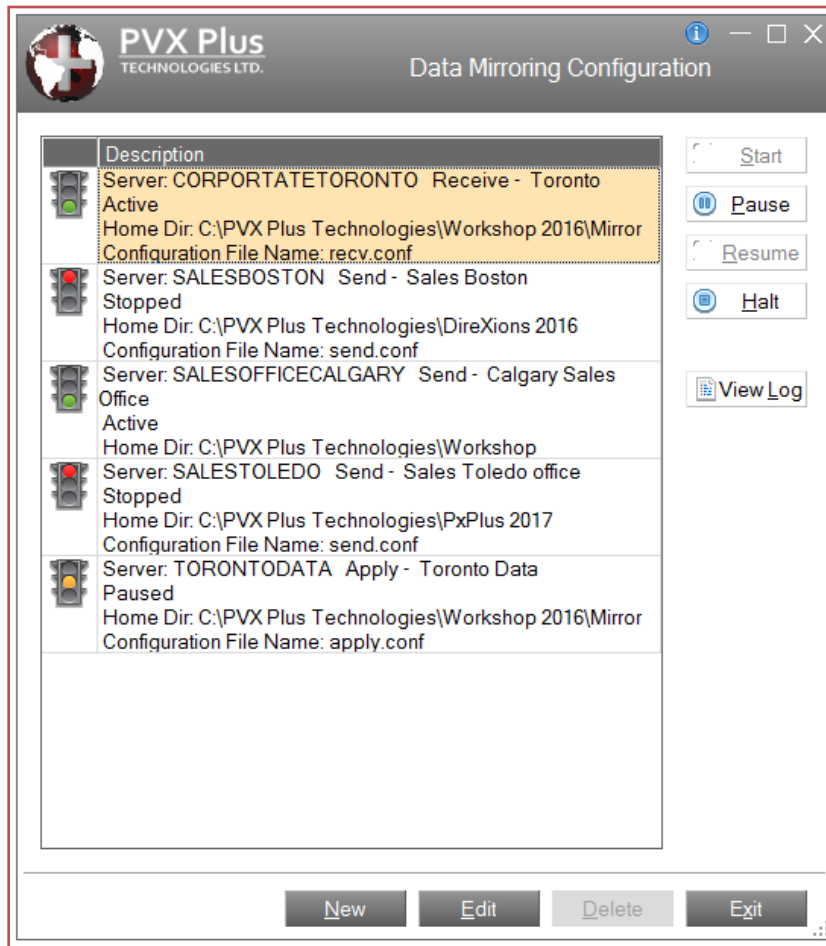 PVX Plus
TECHNOLOGIES LTD.
Data Mirroring Configuration
Description
Server: CORPORTATETORONTO Receive - Toronto
Active
Home Dir: C:\PVX Plus Technologies\Workshop 2016\Mirror
Configuration File Name: recv.conf
Server: SALESBOSTON Send - Sales Boston
Stopped
Home Dir: C:\PVX Plus Technologies\DireXions 2016
Configuration File Name: send.conf
Server: SALESOFFICECALGARY Send - Calgary Sales
Office
Active
Home Dir: C:\PVX Plus Technologies\Workshop
Server: SALESTOLEDO Send - Sales Toledo office
Stopped
Home Dir: C:\PVX Plus Technologies\PxPlus 2017
Configuration File Name: send.conf
Server: TORONTODATA Apply - Toronto Data
Paused
Home Dir: C:\PVX Plus Technologies\Workshop 2016\Mirror
Configuration File Name: apply.conf
Start
Pause
Resume
Halt
View Log
New Edit Delete Exit